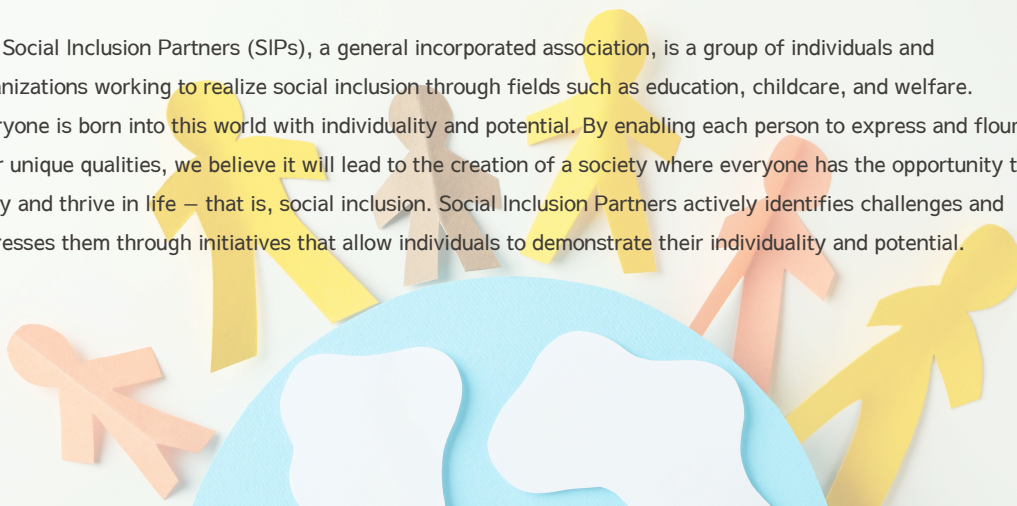 Social Inclusion Partners (SIPs), a general incorporated association, is a group of individuals and
nizations working to realize social inclusion through fields such as education, childcare, and welfare.
ryone is born into this world with individuality and potential. By enabling each person to express and flour
r unique qualities, we believe it will lead to the creation of a society where everyone has the opportunity t
y and thrive in life – that is, social inclusion. Social Inclusion Partners actively identifies challenges and
resses them through initiatives that allow individuals to demonstrate their individuality and potential.